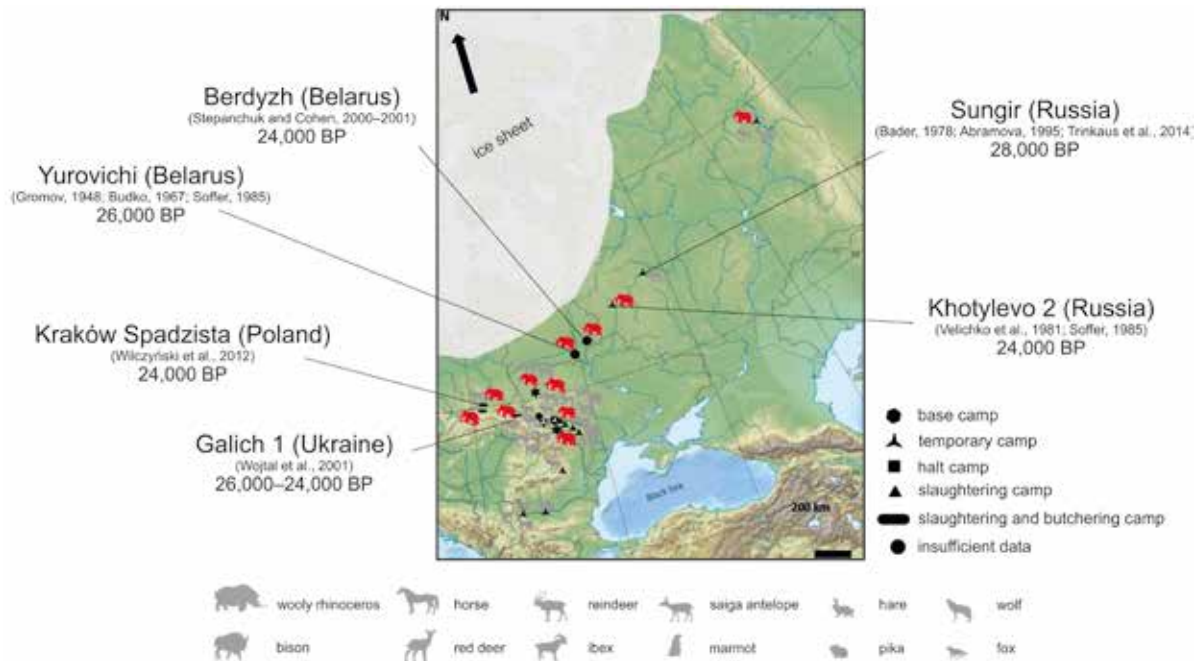 N
Ice sheet
Berdyzh (Belarus)
(Stepanchuk and Cohen, 2000–2001)
24,000 BP
Yurovichi (Belarus)
(Gromov, 1948; Budko, 1967; Soffer, 1985)
26,000 BP
Kraków Spadzista (Poland)
(Wilczyński et al., 2012)
24,000 BP
Galich 1 (Ukraine)
(Wojtal et al., 2001)
26,000–24,000 BP
Sungir (Russia)
(Bader, 1978; Abramova, 1995; Trinkaus et al., 2014)
28,000 BP
Khotylevo 2 (Russia)
(Velichko et al., 1981; Soffer, 1985)
24,000 BP
Black Sea
200 km
base camp
temporary camp
halt camp
slaughtering camp
slaughtering and butchering camp
insufficient data
wooly rhinoceros horse reindeer saiga antelope hare wolf
bison red deer ibex marmot pika fox